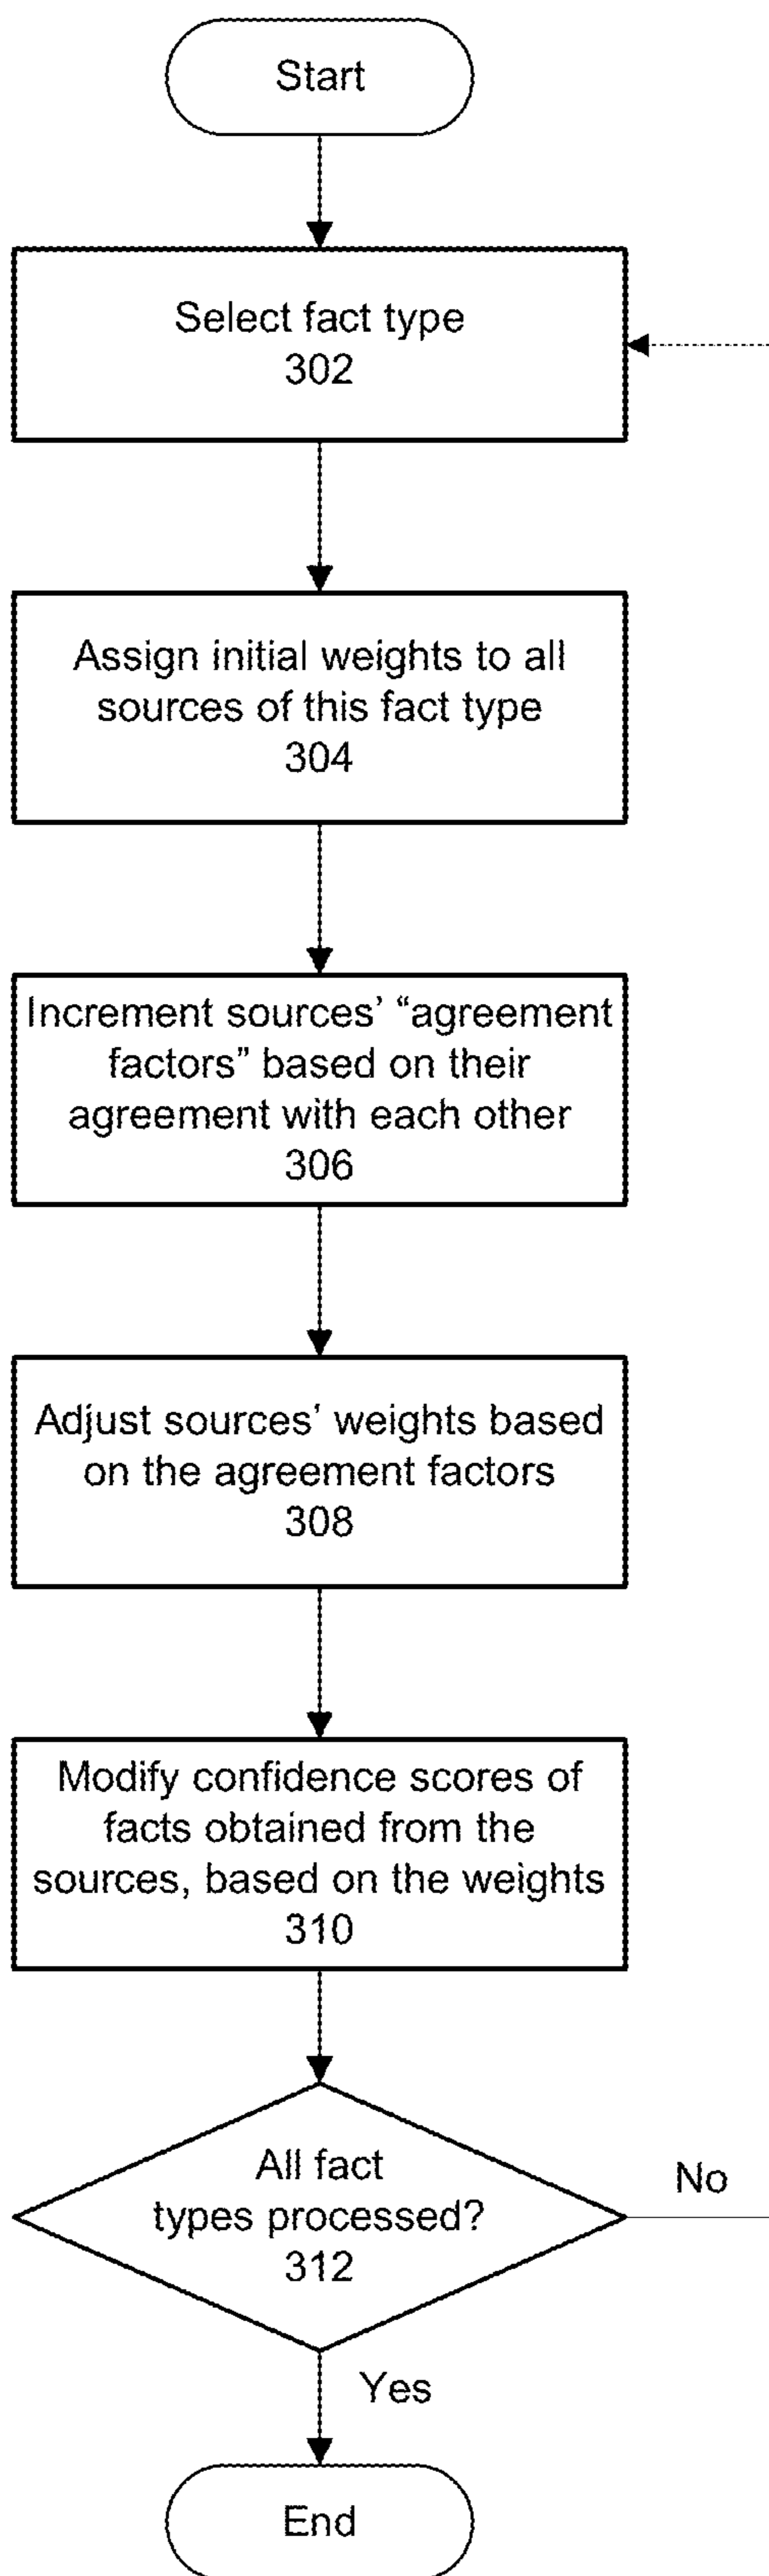 Start
Select fact type
302
Assign initial weights to all
sources of this fact type
304
Increment sources’ “agreement
factors” based on their
agreement with each other
306
Adjust sources’ weights based
on the agreement factors
308
Modify confidence scores of
facts obtained from the
sources, based on the weights
310
All fact
types processed?
312
No
Yes
End